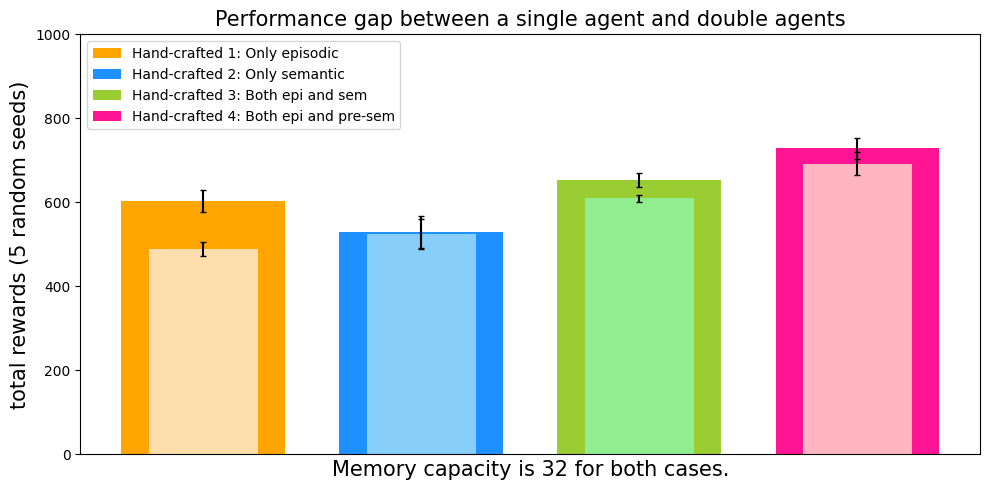 Performance gap between a single agent and double agents
total rewards (5 random seeds)
1000
800
600
400
200
0
Hand-crafted 1: Only episodic
Hand-crafted 2: Only semantic
Hand-crafted 3: Both epi and sem
Hand-crafted 4: Both epi and pre-sem
Memory capacity is 32 for both cases.